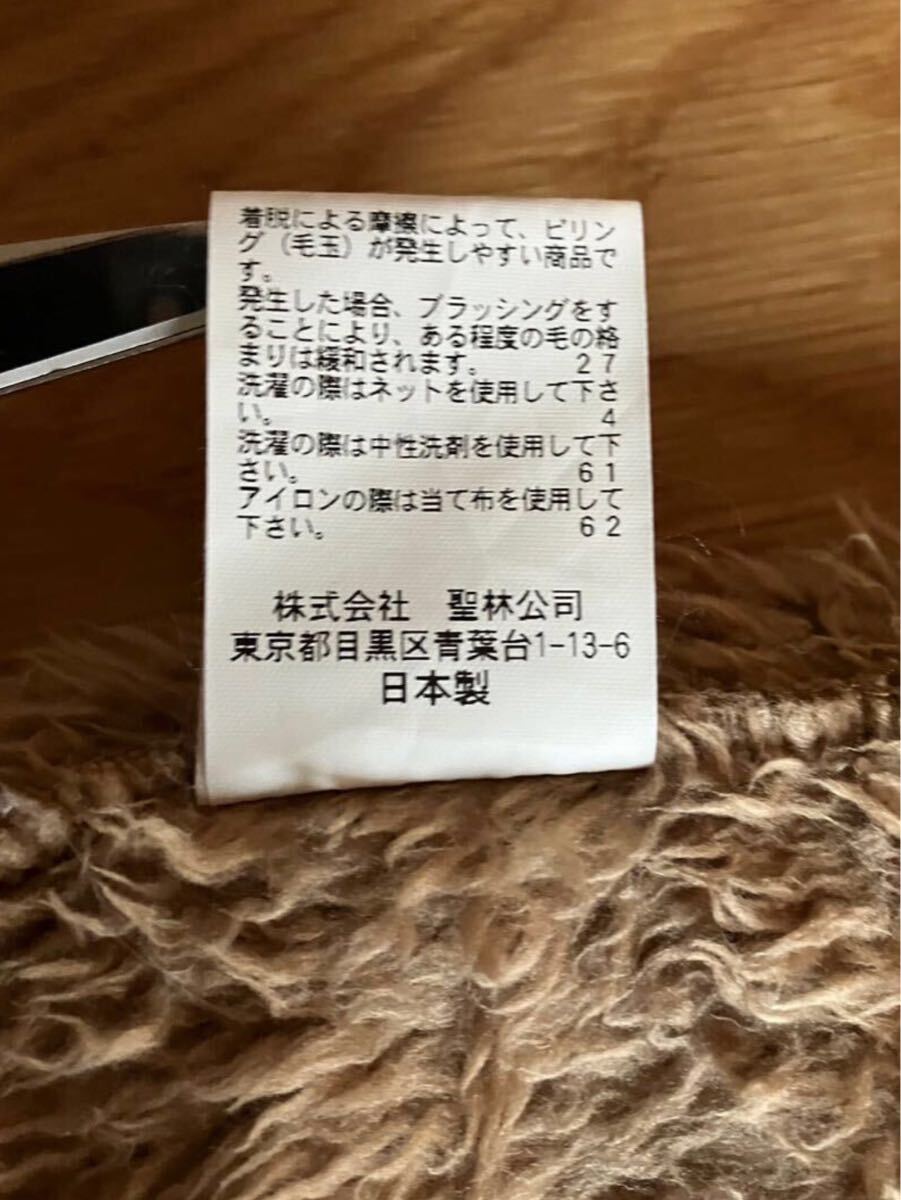 着脱による摩擦によって、ピリン
グ（毛玉）が発生しやすい商品で
す。
発生した場合、ブラッシングをす
ることにより、ある程度の毛の絡
まりは緩和されます。 27
洗濯の際はネットを使用して下さ
い。 4
洗濯の際は中性洗剤を使用して下
さい。 61
アイロンの際は当て布を使用して
下さい。 62
株式会社 聖林公司
東京都目黒区青葉台1-13-6
日本製